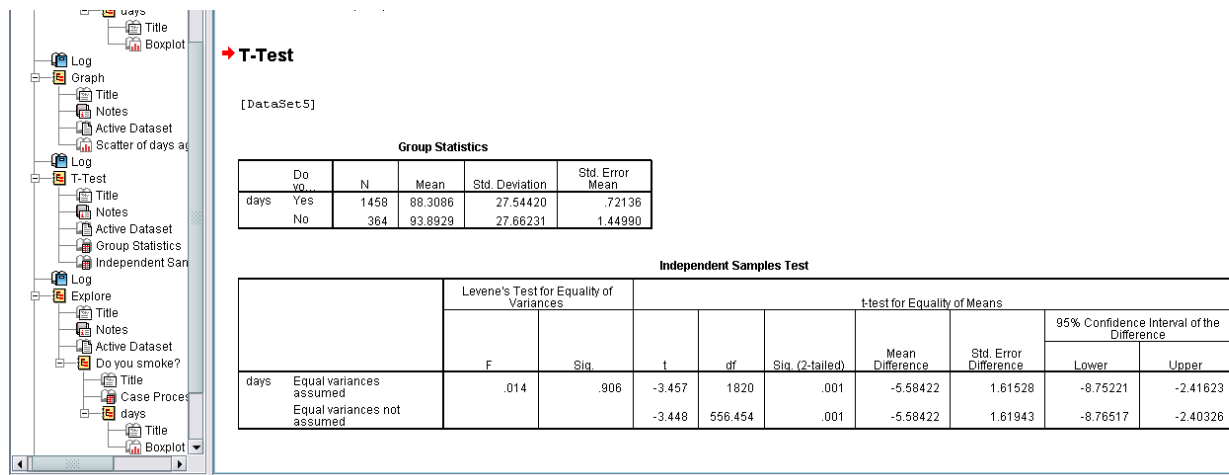 days
Title
Boxplot
Log
Graph
Title
Notes
Active Dataset
Scatter of days ag
Log
T-Test
Title
Notes
Active Dataset
Group Statistics
Independent San
Log
Explore
Title
Notes
Active Dataset
Do you smoke?
Title
Case Proces
days
Title
Boxplot
T-Test
[DataSet5]
Group Statistics
Do yo... N Mean Std. Deviation Std. Error Mean
days Yes 1458 88.3086 27.54420 .72136
No 364 93.8929 27.66231 1.44990
Independent Samples Test
Levene's Test for Equality of Variances t-test for Equality of Means
95% Confidence Interval of the Difference
F Sig. t df Sig. (2-tailed) Mean Difference Std. Error Difference Lower Upper
days Equal variances assumed .014 .906 -3.457 1820 .001 -5.58422 1.61528 -8.75221 -2.41623
Equal variances not assumed -3.448 556.454 .001 -5.58422 1.61943 -8.76517 -2.40326